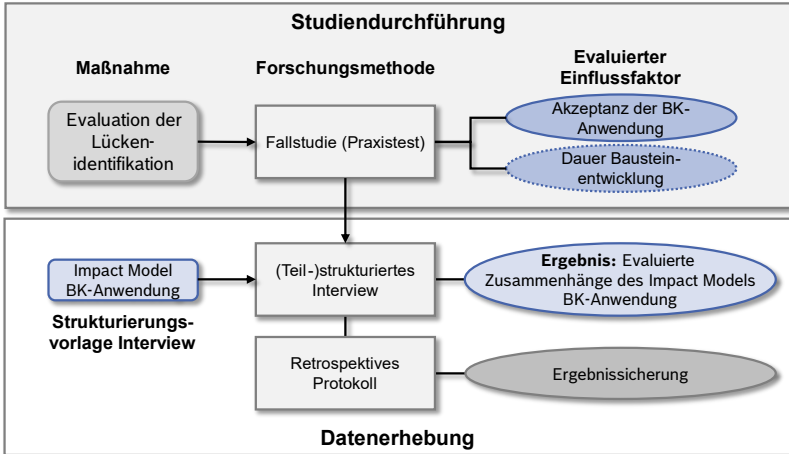 Studiendurchführung
Maßnahme
Forschungsmethode
Evaluierter
Einflussfaktor
Evaluation der
Lücken-
identifikation
Fallstudie (Praxistest)
Akzeptanz der BK-
Anwendung
Dauer Baustein-
entwicklung
Impact Model
BK-Anwendung
(Teil-)strukturiertes
Interview
Ergebnis: Evaluierte
Zusammenhänge des Impact Models
BK-Anwendung
Strukturierungs-
vorlage Interview
Retrospektives
Protokoll
Ergebnissicherung
Datenerhebung